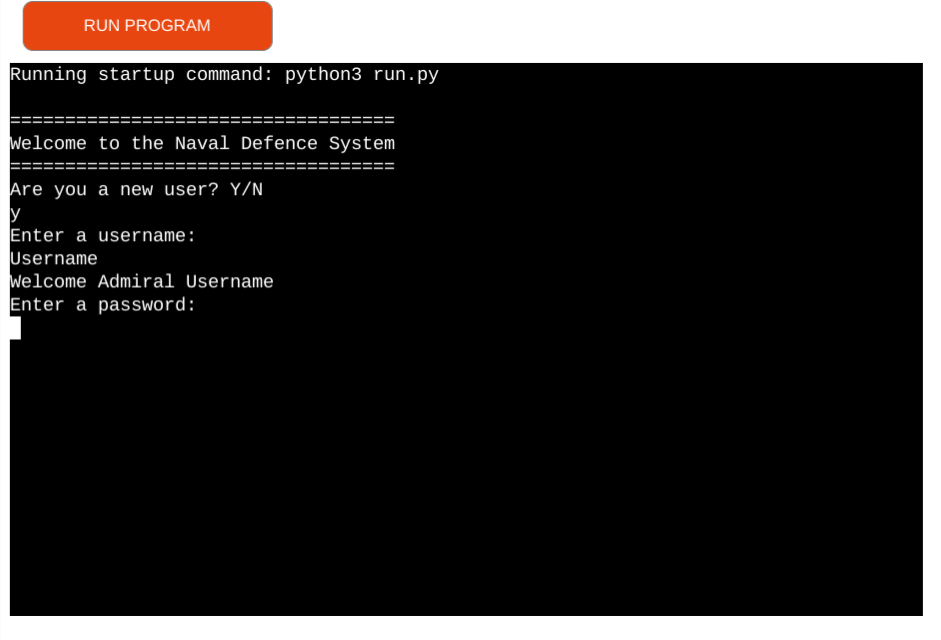 RUN PROGRAM
Running startup command: python3 run.py
===================================
Welcome to the Naval Defence System
===================================
Are you a new user? Y/N
y
Enter a username:
Username
Welcome Admiral Username
Enter a password: